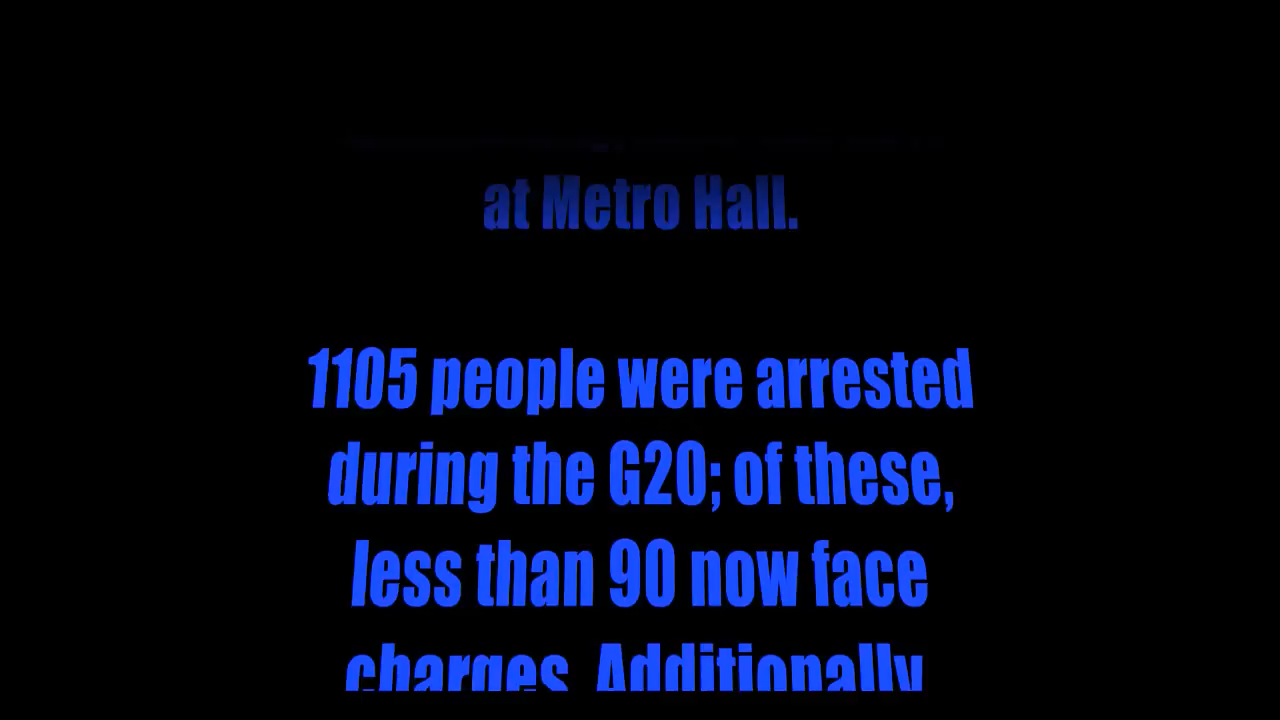 at Metro Hall.
1105 people were arrested
during the G20; of these,
less than 90 now face
charges. Additionally